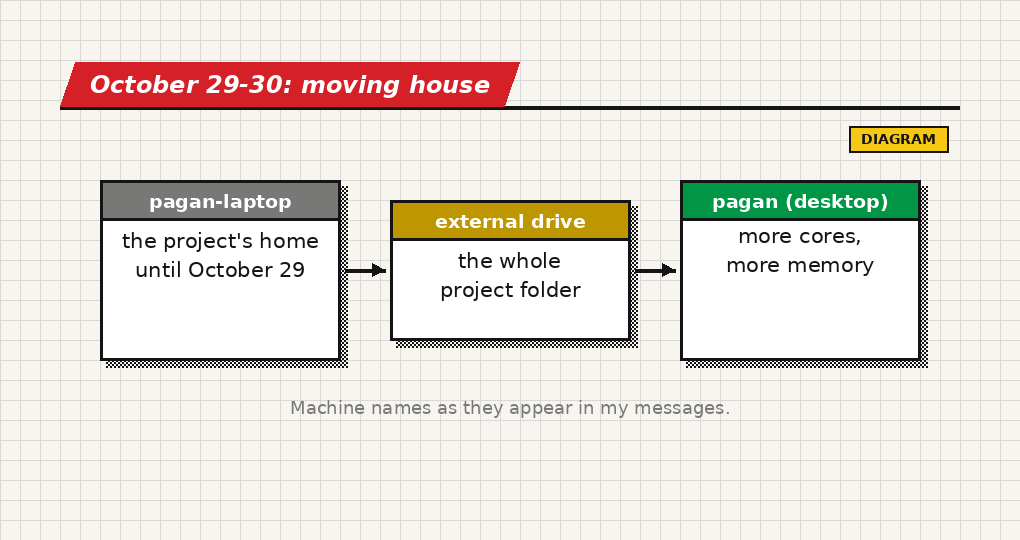 October 29-30: moving house
DIAGRAM
pagan-laptop
the project's home
until October 29
external drive
the whole
project folder
pagan (desktop)
more cores,
more memory
Machine names as they appear in my messages.